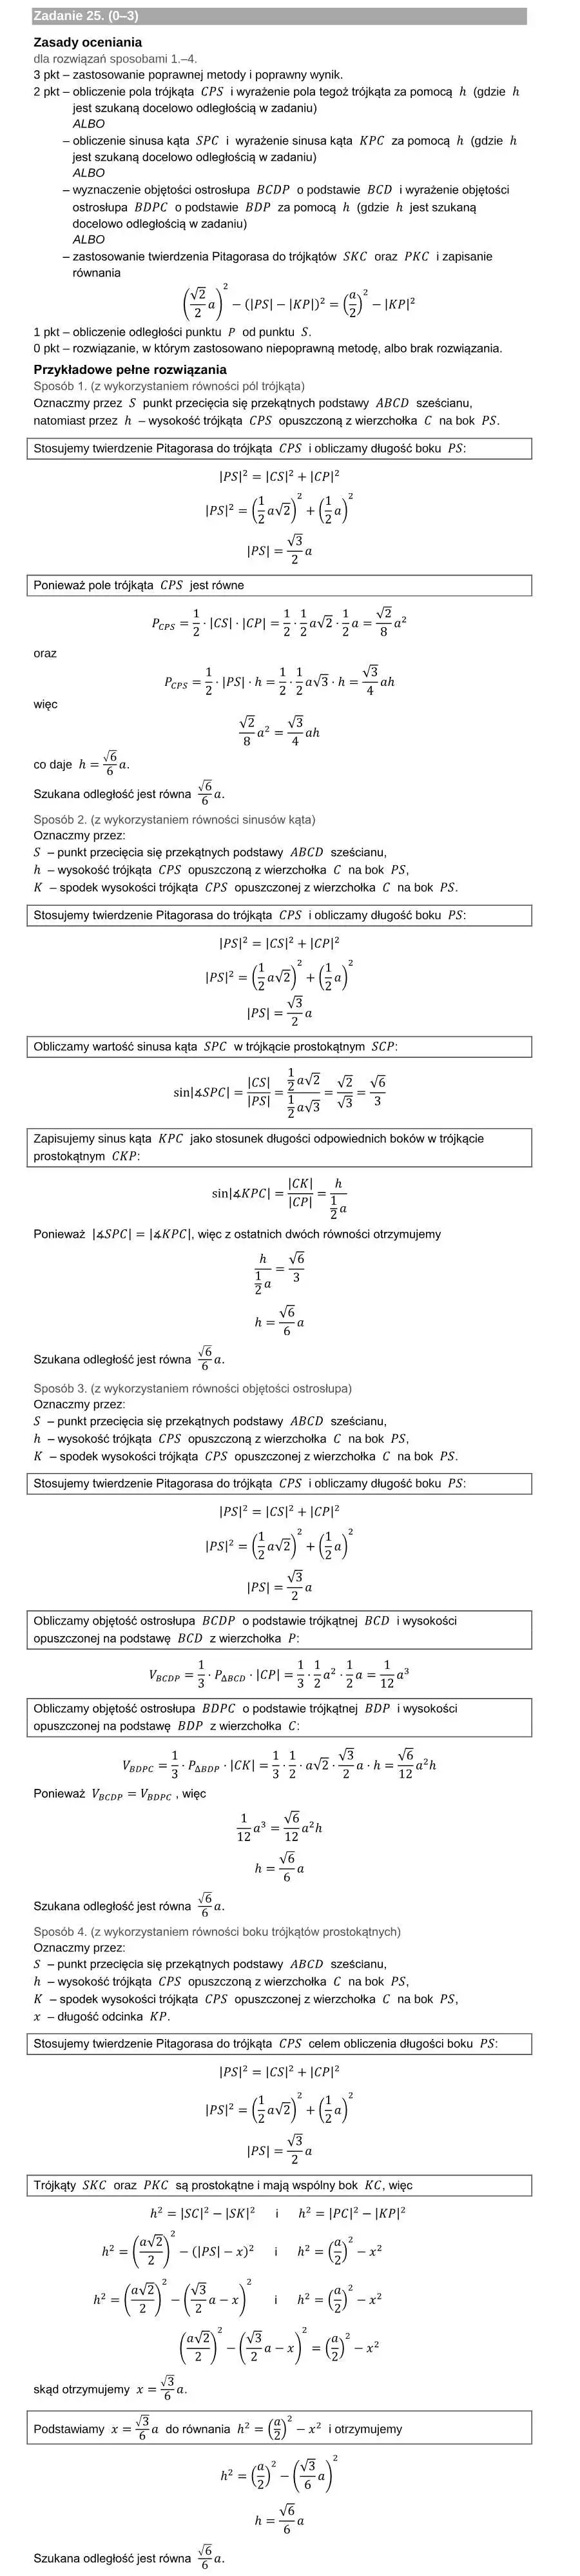 Zadanie 25. (0–3)
Zasady oceniania
dla rozwiązań sposobami 1.–4.
3 pkt – zastosowanie poprawnej metody i poprawny wynik.
2 pkt – obliczenie pola trójkąta CPS i wyrażenie pola tegoż trójkąta za pomocą h (gdzie h
jest szukaną docelowo odległością w zadaniu)
ALBO
– obliczenie sinusa kąta SPC i wyrażenie sinusa kąta KPC za pomocą h (gdzie h
jest szukaną docelowo odległością w zadaniu)
ALBO
– wyznaczenie objętości ostrosłupa BCDP o podstawie BCD i wyrażenie objętości
ostrosłupa BDPC o podstawie BDP za pomocą h (gdzie h jest szukaną
docelowo odległością w zadaniu)
ALBO
– zastosowanie twierdzenia Pitagorasa do trójkątów SKC oraz PKC i zapisanie
równania
(√2/2 a)² − (|PS| − |KP|)² = (a/2)² − |KP|²
1 pkt – obliczenie odległości punktu P od punktu S.
0 pkt – rozwiązanie, w którym zastosowano niepoprawną metodę, albo brak rozwiązania.
Przykładowe pełne rozwiązania
Sposób 1. (z wykorzystaniem równości pól trójkąta)
Oznaczmy przez S punkt przecięcia się przekątnych podstawy ABCD sześcianu,
natomiast przez h – wysokość trójkąta CPS opuszczoną z wierzchołka C na bok PS.
Stosujemy twierdzenie Pitagorasa do trójkąta CPS i obliczamy długość boku PS:
|PS|² = |CS|² + |CP|²
|PS|² = (1/2 a√2)² + (1/2 a)²
|PS| = √3/2 a
Ponieważ pole trójkąta CPS jest równe
P_CPS = 1/2 · |CS| · |CP| = 1/2 · 1/2 a√2 · 1/2 a = √2/8 a²
oraz
P_CPS = 1/2 · |PS| · h = 1/2 · 1/2 a√3 · h = √3/4 ah
więc
√2/8 a² = √3/4 ah
co daje h = √6/6 a.
Szukana odległość jest równa √6/6 a.
Sposób 2. (z wykorzystaniem równości sinusów kąta)
Oznaczmy przez:
S – punkt przecięcia się przekątnych podstawy ABCD sześcianu,
h – wysokość trójkąta CPS opuszczoną z wierzchołka C na bok PS,
K – spodek wysokości trójkąta CPS opuszczonej z wierzchołka C na bok PS.
Stosujemy twierdzenie Pitagorasa do trójkąta CPS i obliczamy długość boku PS:
|PS|² = |CS|² + |CP|²
|PS|² = (1/2 a√2)² + (1/2 a)²
|PS| = √3/2 a
Obliczamy wartość sinusa kąta SPC w trójkącie prostokątnym SCP:
sin|∡SPC| = |CS|/|PS| = (1/2 a√2)/(1/2 a√3) = √2/√3 = √6/3
Zapisujemy sinus kąta KPC jako stosunek długości odpowiednich boków w trójkącie
prostokątnym CKP:
sin|∡KPC| = |CK|/|CP| = h/(1/2 a)
Ponieważ |∡SPC| = |∡KPC|, więc z ostatnich dwóch równości otrzymujemy
h/(1/2 a) = √6/3
h = √6/6 a
Szukana odległość jest równa √6/6 a.
Sposób 3. (z wykorzystaniem równości objętości ostrosłupa)
Oznaczmy przez:
S – punkt przecięcia się przekątnych podstawy ABCD sześcianu,
h – wysokość trójkąta CPS opuszczoną z wierzchołka C na bok PS,
K – spodek wysokości trójkąta CPS opuszczonej z wierzchołka C na bok PS.
Stosujemy twierdzenie Pitagorasa do trójkąta CPS i obliczamy długość boku PS:
|PS|² = |CS|² + |CP|²
|PS|² = (1/2 a√2)² + (1/2 a)²
|PS| = √3/2 a
Obliczamy objętość ostrosłupa BCDP o podstawie trójkątnej BCD i wysokości
opuszczonej na podstawę BCD z wierzchołka P:
V_BCDP = 1/3 · P_ΔBCD · |CP| = 1/3 · 1/2 a² · 1/2 a = 1/12 a³
Obliczamy objętość ostrosłupa BDPC o podstawie trójkątnej BDP i wysokości
opuszczonej na podstawę BDP z wierzchołka C:
V_BDPC = 1/3 · P_ΔBDP · |CK| = 1/3 · 1/2 · a√2 · √3/2 a · h = √6/12 a²h
Ponieważ V_BCDP = V_BDPC , więc
1/12 a³ = √6/12 a²h
h = √6/6 a
Szukana odległość jest równa √6/6 a.
Sposób 4. (z wykorzystaniem równości boku trójkątów prostokątnych)
Oznaczmy przez:
S – punkt przecięcia się przekątnych podstawy ABCD sześcianu,
h – wysokość trójkąta CPS opuszczoną z wierzchołka C na bok PS,
K – spodek wysokości trójkąta CPS opuszczonej z wierzchołka C na bok PS,
x – długość odcinka KP.
Stosujemy twierdzenie Pitagorasa do trójkąta CPS celem obliczenia długości boku PS:
|PS|² = |CS|² + |CP|²
|PS|² = (1/2 a√2)² + (1/2 a)²
|PS| = √3/2 a
Trójkąty SKC oraz PKC są prostokątne i mają wspólny bok KC, więc
h² = |SC|² − |SK|² i h² = |PC|² − |KP|²
h² = (a√2/2)² − (|PS| − x)² i h² = (a/2)² − x²
h² = (a√2/2)² − (√3/2 a − x)² i h² = (a/2)² − x²
(a√2/2)² − (√3/2 a − x)² = (a/2)² − x²
skąd otrzymujemy x = √3/6 a.
Podstawiamy x = √3/6 a do równania h² = (a/2)² − x² i otrzymujemy
h² = (a/2)² − (√3/6 a)²
h = √6/6 a
Szukana odległość jest równa √6/6 a.